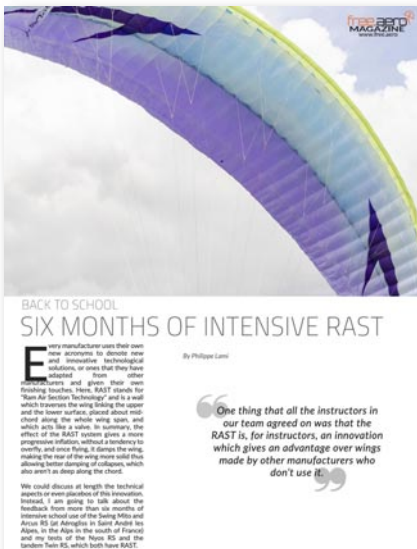 free.aero
MAGAZINE
www.free.aero
BACK TO SCHOOL
SIX MONTHS OF INTENSIVE RAST
By Philippe Lami
Every manufacturer uses their own
new acronyms to denote new
and innovative technological
solutions, or ones that they have
adapted from other
manufacturers and given their own
finishing touches. Here, RAST stands for
"Ram Air Section Technology" and is a wall
which traverses the wing linking the upper
and the lower surface, placed about mid-
chord along the whole wing span, and
which acts like a valve. In summary, the
effect of the RAST system gives a more
progressive inflation, without a tendency to
overfly, and once flying, it damps the wing,
making the rear of the wing more solid thus
allowing better damping of collapses, which
also aren't as deep along the chord.
We could discuss at length the technical
aspects or even placebos of this innovation.
Instead, I am going to talk about the
feedback from more than six months of
intensive school use of the Swing Mito and
Arcus RS (at Aérogliss in Saint André les
Alpes, in the Alps in the south of France)
and my tests of the Nyos RS and the
tandem Twin RS, which both have RAST.
“One thing that all the instructors in
our team agreed on was that the
RAST is, for instructors, an innovation
which gives an advantage over wings
made by other manufacturers who
don't use it.”